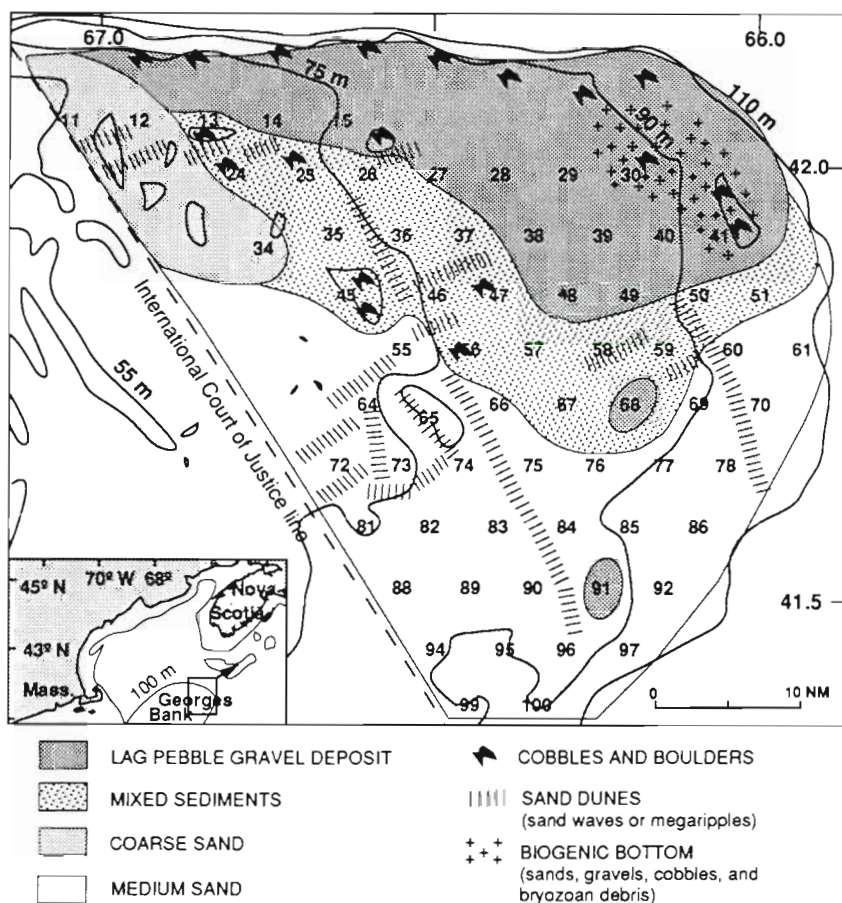 67.0 66.0
75 m
110 m
90 m
11 12 13 14 15
42.0
24 25 26 27 28 29 30
34 35 36 37 38 39 40 41
45 46 47 48 49 50 51
55 56 57 58 59 60 61
55 m
International Court of Justice line
64 65 66 67 68 69 70
72 73 74 75 76 77 78
81 82 83 84 85 86
88 89 90 91 92
41.5
94 95 96 97
99 100
0 10 NM
70º W 68º
45º N
Nova
Scotia
43º N
Mass.
100 m
Georges
Bank
LAG PEBBLE GRAVEL DEPOSIT
MIXED SEDIMENTS
COARSE SAND
MEDIUM SAND
COBBLES AND BOULDERS
SAND DUNES
(sand waves or megaripples)
BIOGENIC BOTTOM
(sands, gravels, cobbles, and
bryozoan debris)